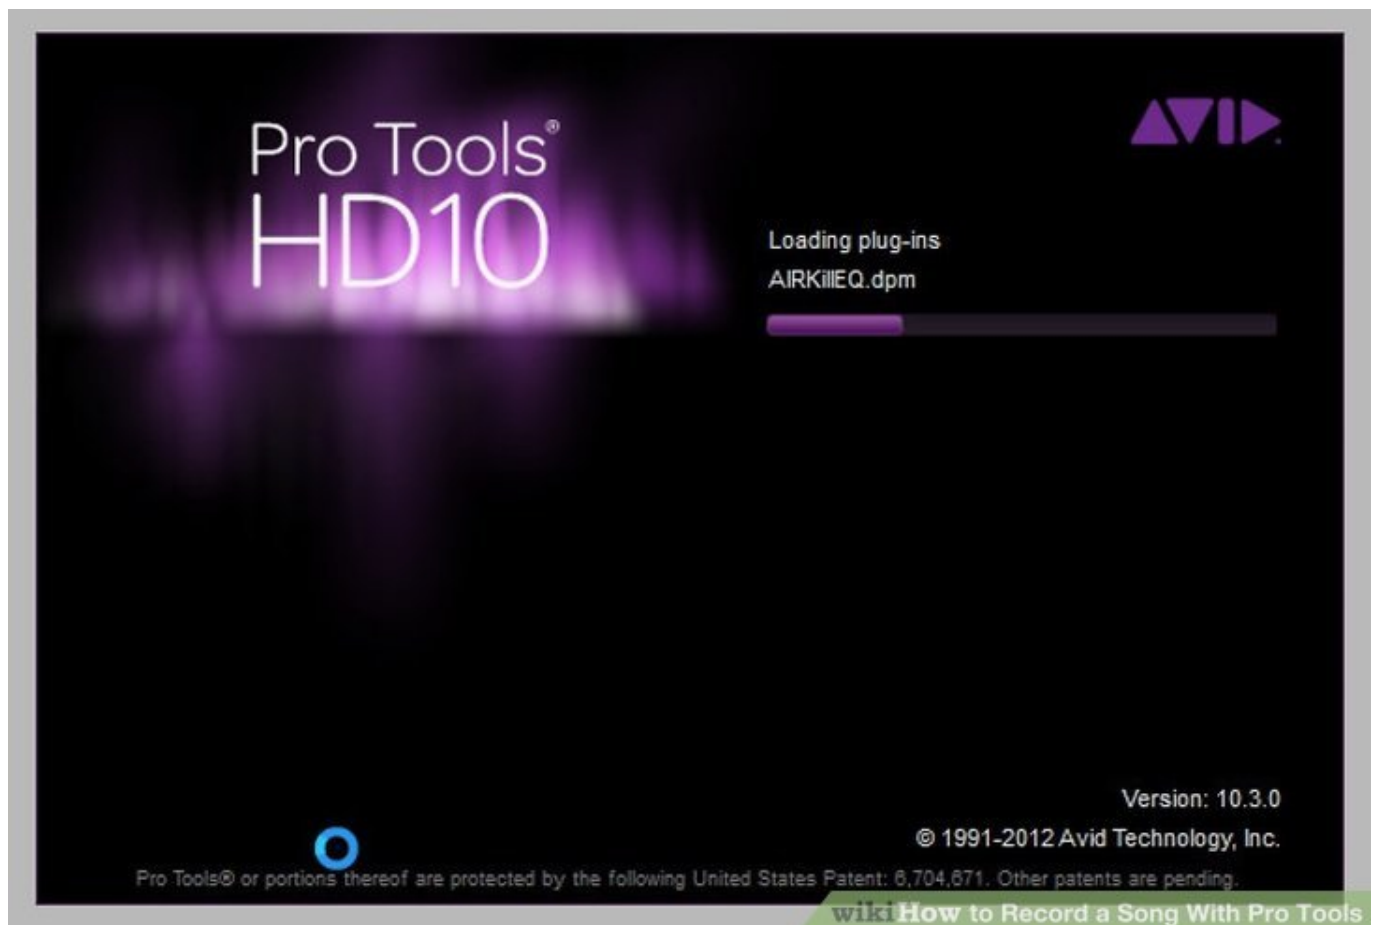 Pro Tools®
HD10
AVID
Loading plug-ins
AIRKillEQ.dpm
Version: 10.3.0
© 1991-2012 Avid Technology, Inc.
Pro Tools® or portions thereof are protected by the following United States Patent: 6,704,671. Other patents are pending.
wikiHow to Record a Song With Pro Tools